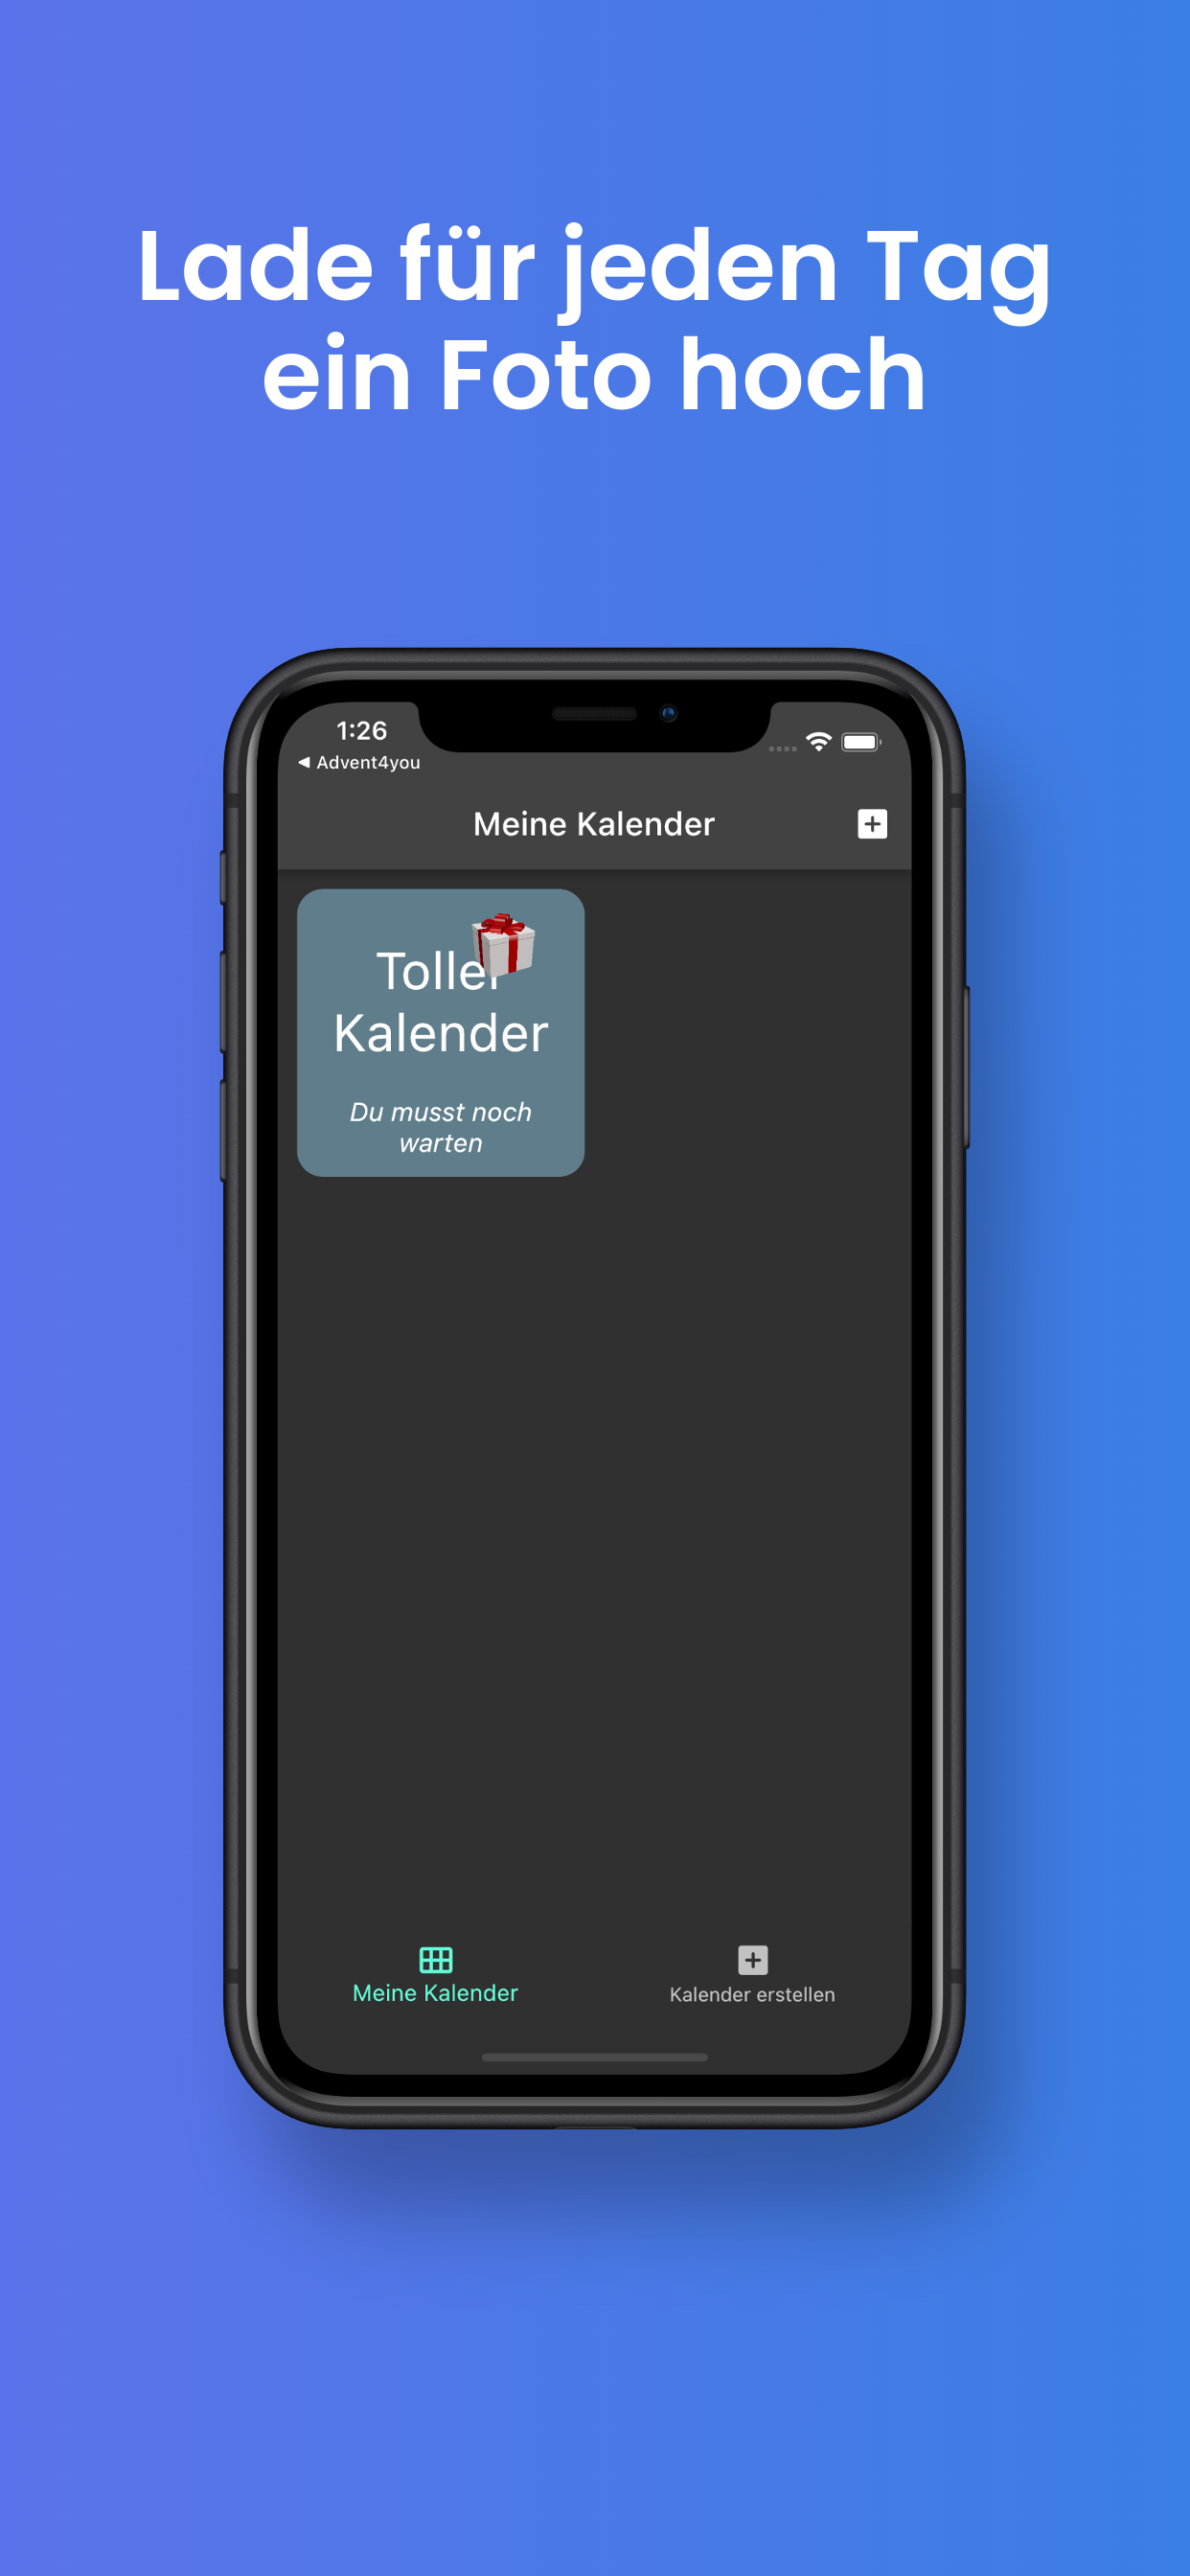 Lade für jeden Tag
ein Foto hoch
1:26
◀ Advent4you
Meine Kalender
Toller
Kalender
Du musst noch
warten
Meine Kalender
Kalender erstellen